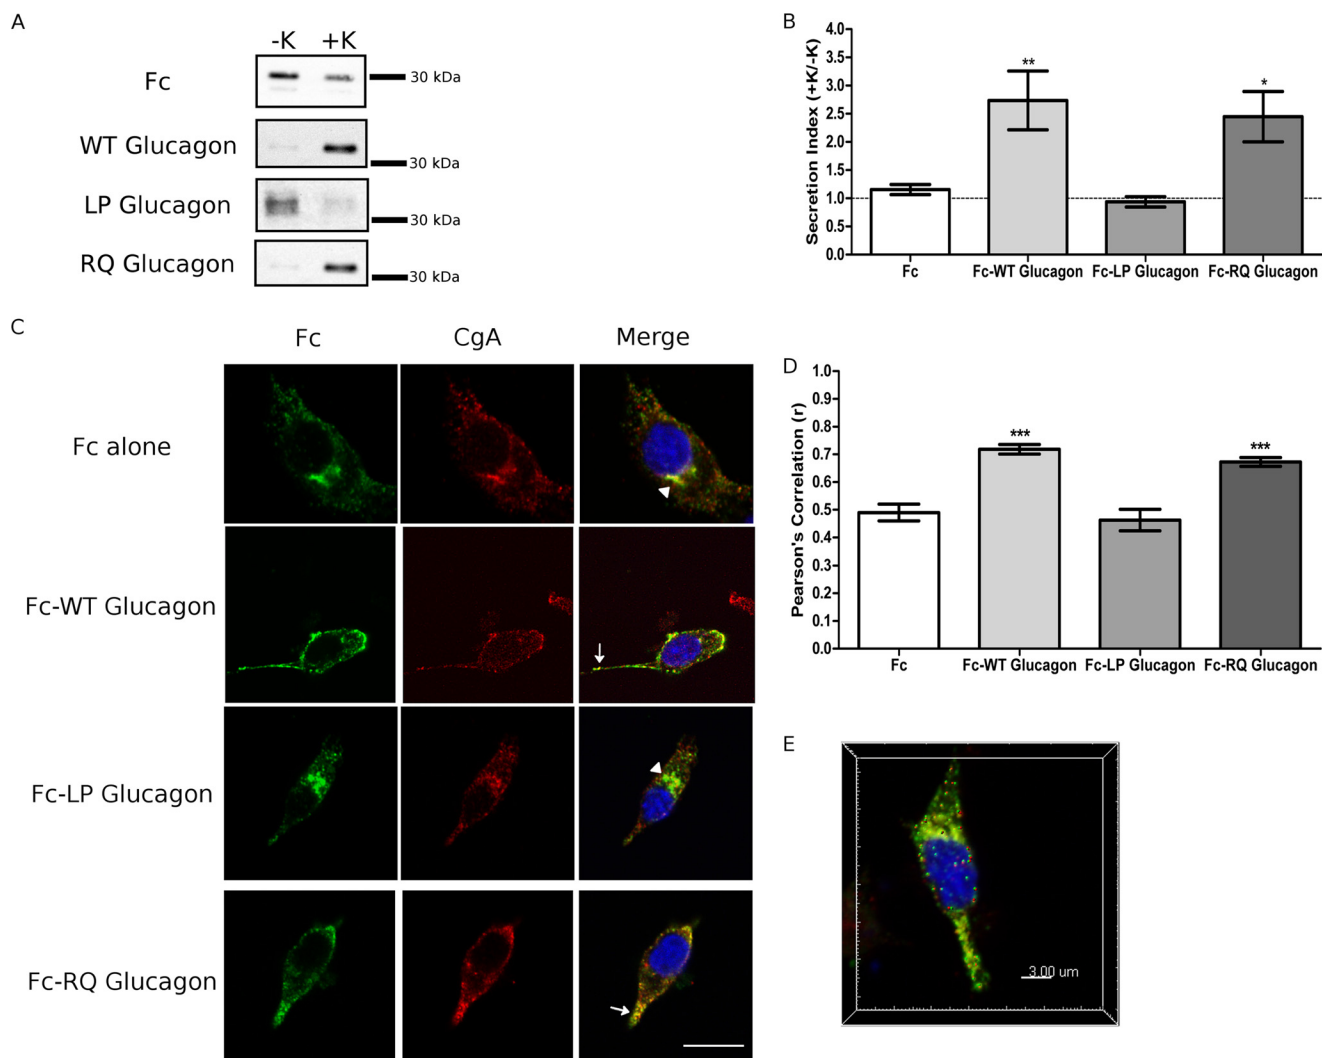 A
-K +K
Fc
30 kDa
WT Glucagon
30 kDa
LP Glucagon
30 kDa
RQ Glucagon
30 kDa
B
Secretion Index (+K/-K)
4.0
3.5
3.0
2.5
2.0
1.5
1.0
0.5
0.0
**
*
Fc Fc-WT Glucagon Fc-LP Glucagon Fc-RQ Glucagon
C
Fc CgA Merge
Fc alone
Fc-WT Glucagon
Fc-LP Glucagon
Fc-RQ Glucagon
D
Pearson's Correlation (r)
1.0
0.9
0.8
0.7
0.6
0.5
0.4
0.3
0.2
0.1
0.0
***
***
Fc Fc-WT Glucagon Fc-LP Glucagon Fc-RQ Glucagon
E
3.00 um